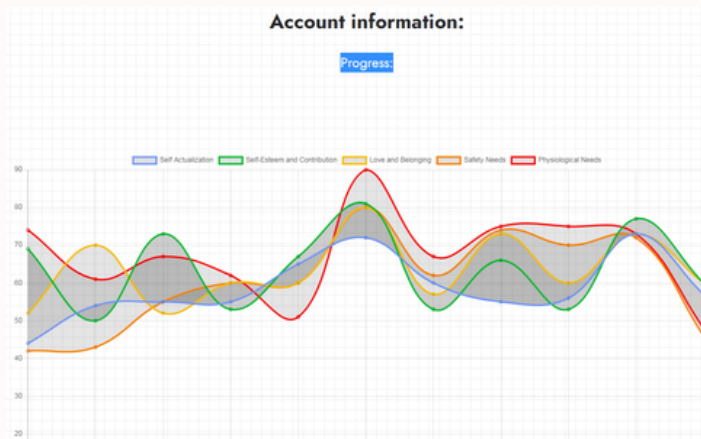 Account information:
Progress:
Self Actualization Self-Esteem and Contribution Love and Belonging Safety Needs Physiological Needs
90
80
70
60
50
40
30
20